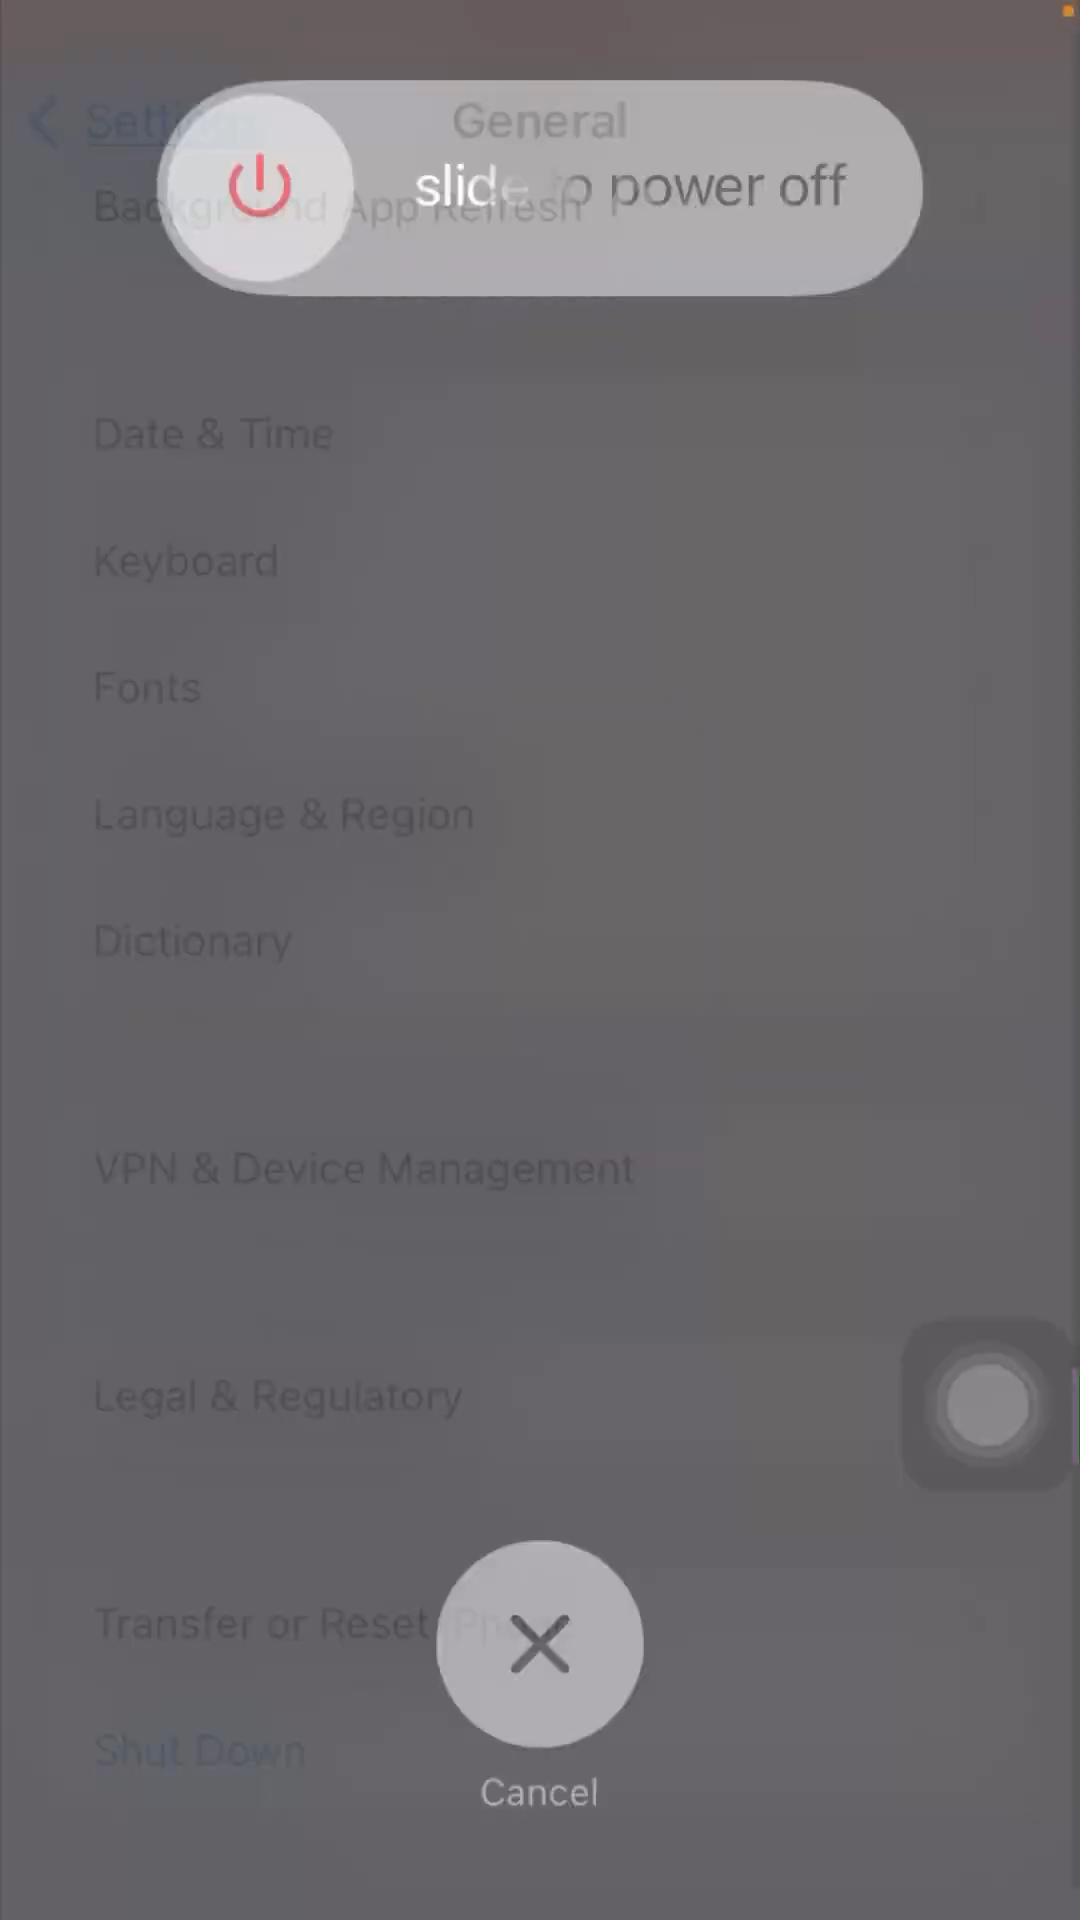 Settings
General
slide to power off
Background App Refresh
Date & Time
Keyboard
Fonts
Language & Region
Dictionary
VPN & Device Management
Legal & Regulatory
Transfer or Reset iPhone
Shut Down
Cancel